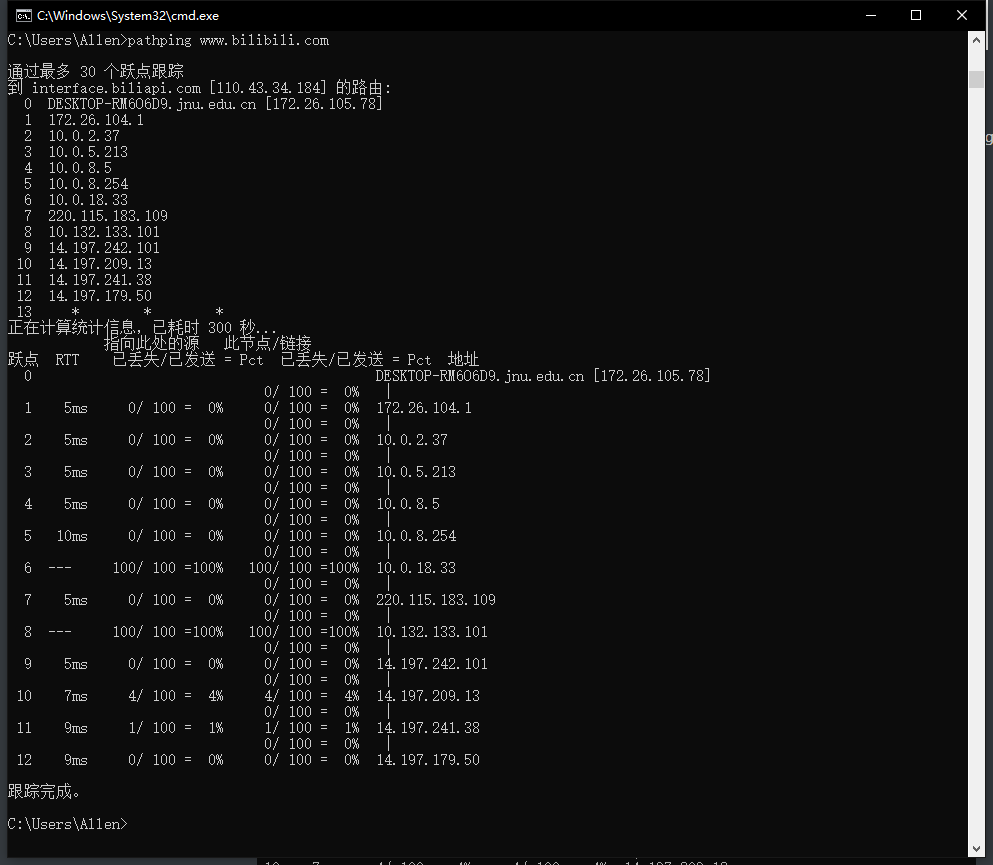 C:\Windows\System32\cmd.exe
C:\Users\Allen>pathping www.bilibili.com
通过最多 30 个跃点跟踪
到 interface.biliapi.com [110.43.34.184] 的路由:
0 DESKTOP-RM6O6D9.jnu.edu.cn [172.26.105.78]
1 172.26.104.1
2 10.0.2.37
3 10.0.5.213
4 10.0.8.5
5 10.0.8.254
6 10.0.18.33
7 220.115.183.109
8 10.132.133.101
9 14.197.242.101
10 14.197.209.13
11 14.197.241.38
12 14.197.179.50
13 * * *
正在计算统计信息，已耗时 300 秒...
指向此处的源 此节点/链接
跃点 RTT 已丢失/已发送 = Pct 已丢失/已发送 = Pct 地址
0 DESKTOP-RM6O6D9.jnu.edu.cn [172.26.105.78]
0/ 100 = 0% |
1 5ms 0/ 100 = 0% 0/ 100 = 0% 172.26.104.1
0/ 100 = 0% |
2 5ms 0/ 100 = 0% 0/ 100 = 0% 10.0.2.37
0/ 100 = 0% |
3 5ms 0/ 100 = 0% 0/ 100 = 0% 10.0.5.213
0/ 100 = 0% |
4 5ms 0/ 100 = 0% 0/ 100 = 0% 10.0.8.5
0/ 100 = 0% |
5 10ms 0/ 100 = 0% 0/ 100 = 0% 10.0.8.254
0/ 100 = 0% |
6 --- 100/ 100 =100% 100/ 100 =100% 10.0.18.33
0/ 100 = 0% |
7 5ms 0/ 100 = 0% 0/ 100 = 0% 220.115.183.109
0/ 100 = 0% |
8 --- 100/ 100 =100% 100/ 100 =100% 10.132.133.101
0/ 100 = 0% |
9 5ms 0/ 100 = 0% 0/ 100 = 0% 14.197.242.101
0/ 100 = 0% |
10 7ms 4/ 100 = 4% 4/ 100 = 4% 14.197.209.13
0/ 100 = 0% |
11 9ms 1/ 100 = 1% 1/ 100 = 1% 14.197.241.38
0/ 100 = 0% |
12 9ms 0/ 100 = 0% 0/ 100 = 0% 14.197.179.50
跟踪完成。
C:\Users\Allen>